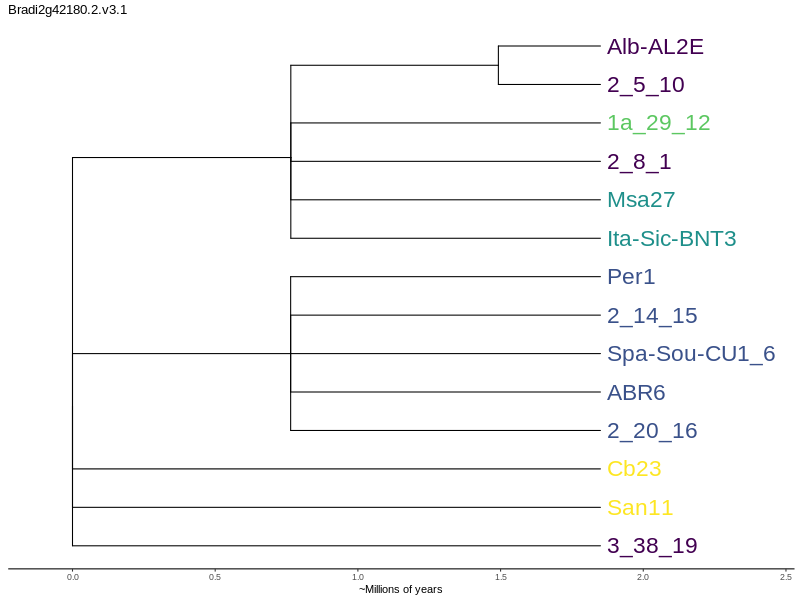 Bradi2g42180.2.v3.1
Alb-AL2E
2_5_10
1a_29_12
2_8_1
Msa27
Ita-Sic-BNT3
Per1
2_14_15
Spa-Sou-CU1_6
ABR6
2_20_16
Cb23
San11
3_38_19
0.0 0.5 1.0 1.5 2.0 2.5
~Millions of years